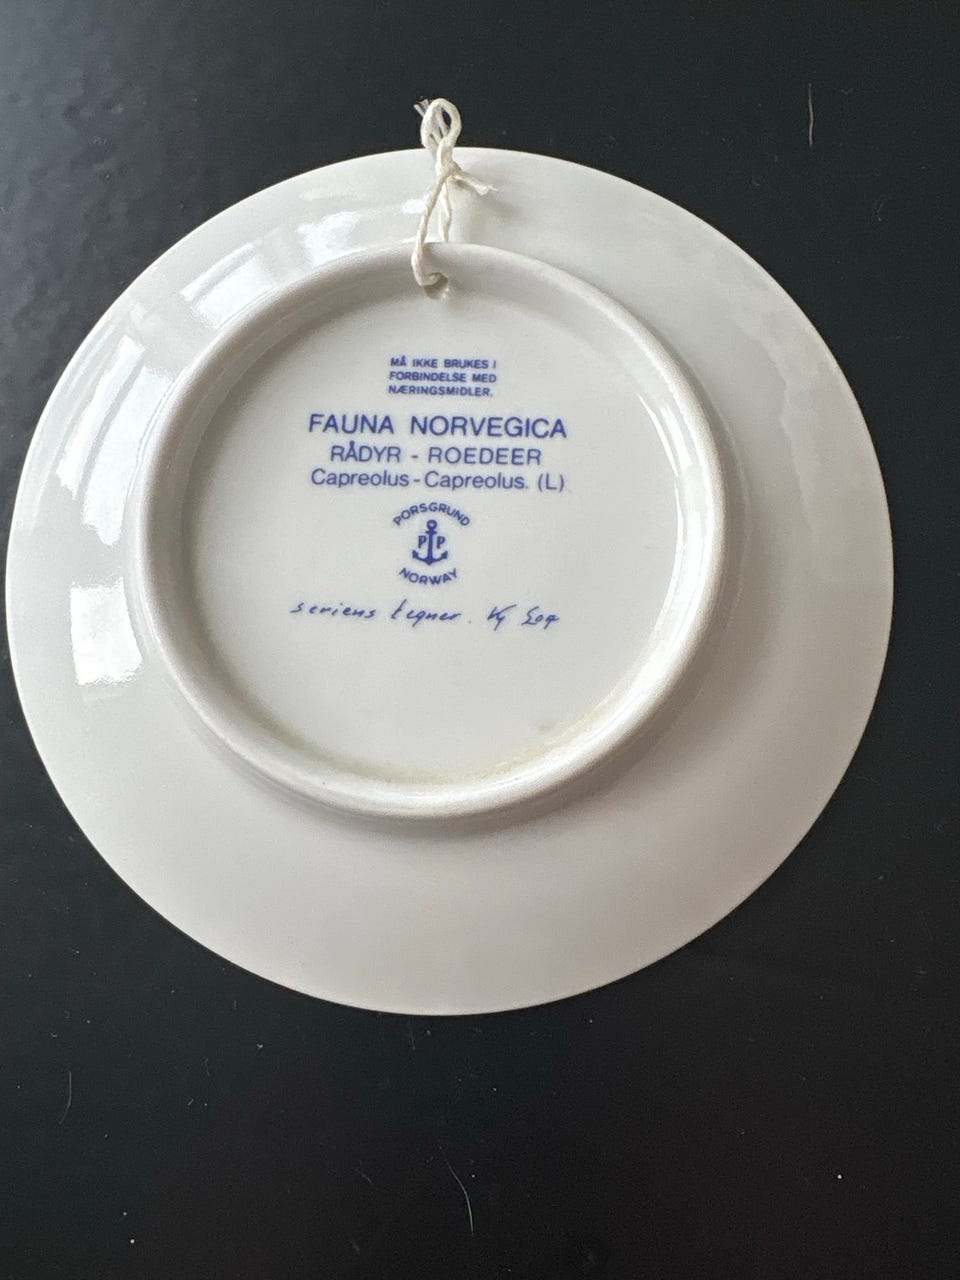 MÅ IKKE BRUKES I
FORBINDELSE MED
NÆRINGSMIDLER.
FAUNA NORVEGICA
RÅDYR - ROEDEER
Capreolus - Capreolus. (L)
PORSGRUND
P P
NORWAY
seriens tegner.